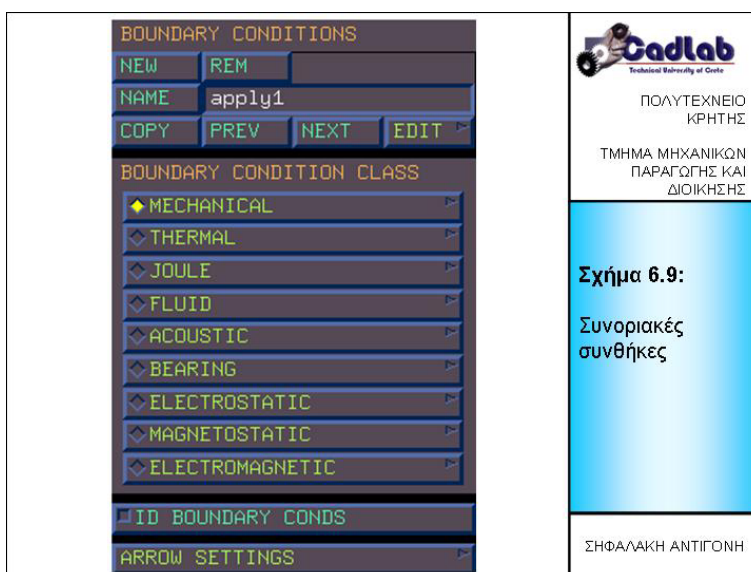 BOUNDARY CONDITIONS
NEW REM
NAME apply1
COPY PREV NEXT EDIT
BOUNDARY CONDITION CLASS
MECHANICAL
THERMAL
JOULE
FLUID
ACOUSTIC
BEARING
ELECTROSTATIC
MAGNETOSTATIC
ELECTROMAGNETIC
ID BOUNDARY CONDS
ARROW SETTINGS
CadLab
Technical University of Crete
ΠΟΛΥΤΕΧΝΕΙΟ
ΚΡΗΤΗΣ
ΤΜΗΜΑ ΜΗΧΑΝΙΚΩΝ
ΠΑΡΑΓΩΓΗΣ ΚΑΙ
ΔΙΟΙΚΗΣΗΣ
Σχήμα 6.9:
Συνοριακές
συνθήκες
ΣΗΦΑΛΑΚΗ ΑΝΤΙΓΟΝΗ